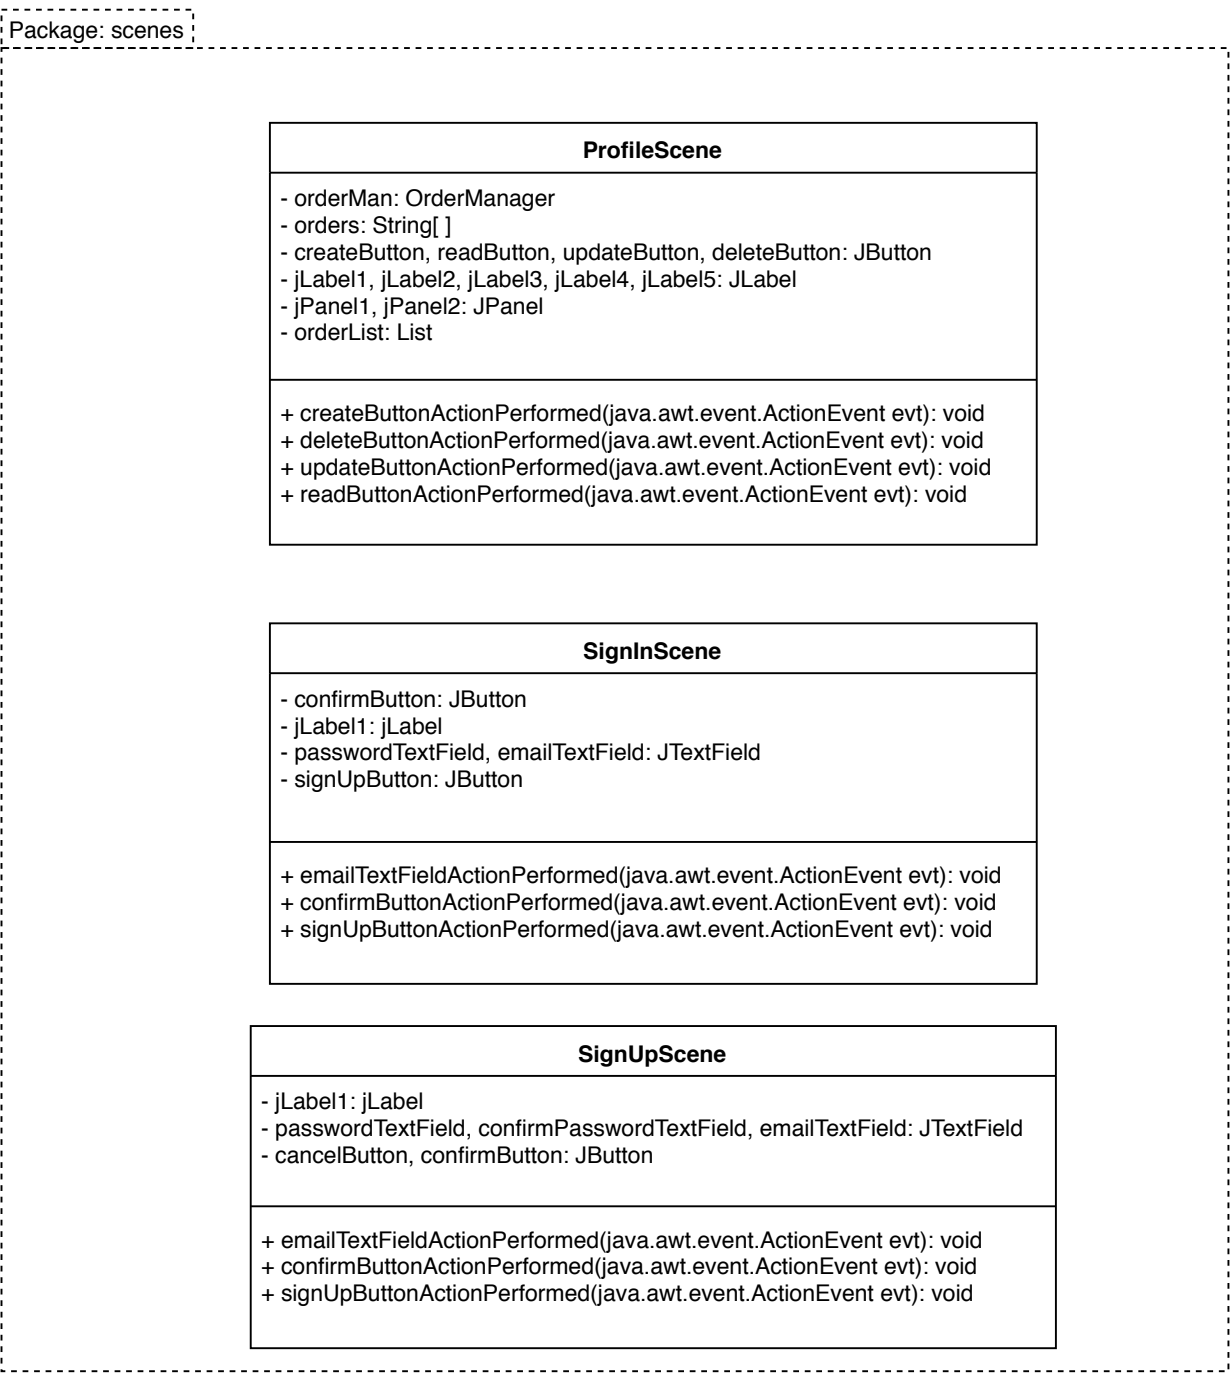 Package: scenes
ProfileScene
- orderMan: OrderManager
- orders: String[ ]
- createButton, readButton, updateButton, deleteButton: JButton
- jLabel1, jLabel2, jLabel3, jLabel4, jLabel5: JLabel
- jPanel1, jPanel2: JPanel
- orderList: List
+ createButtonActionPerformed(java.awt.event.ActionEvent evt): void
+ deleteButtonActionPerformed(java.awt.event.ActionEvent evt): void
+ updateButtonActionPerformed(java.awt.event.ActionEvent evt): void
+ readButtonActionPerformed(java.awt.event.ActionEvent evt): void
SignInScene
- confirmButton: JButton
- jLabel1: jLabel
- passwordTextField, emailTextField: JTextField
- signUpButton: JButton
+ emailTextFieldActionPerformed(java.awt.event.ActionEvent evt): void
+ confirmButtonActionPerformed(java.awt.event.ActionEvent evt): void
+ signUpButtonActionPerformed(java.awt.event.ActionEvent evt): void
SignUpScene
- jLabel1: jLabel
- passwordTextField, confirmPasswordTextField, emailTextField: JTextField
- cancelButton, confirmButton: JButton
+ emailTextFieldActionPerformed(java.awt.event.ActionEvent evt): void
+ confirmButtonActionPerformed(java.awt.event.ActionEvent evt): void
+ signUpButtonActionPerformed(java.awt.event.ActionEvent evt): void